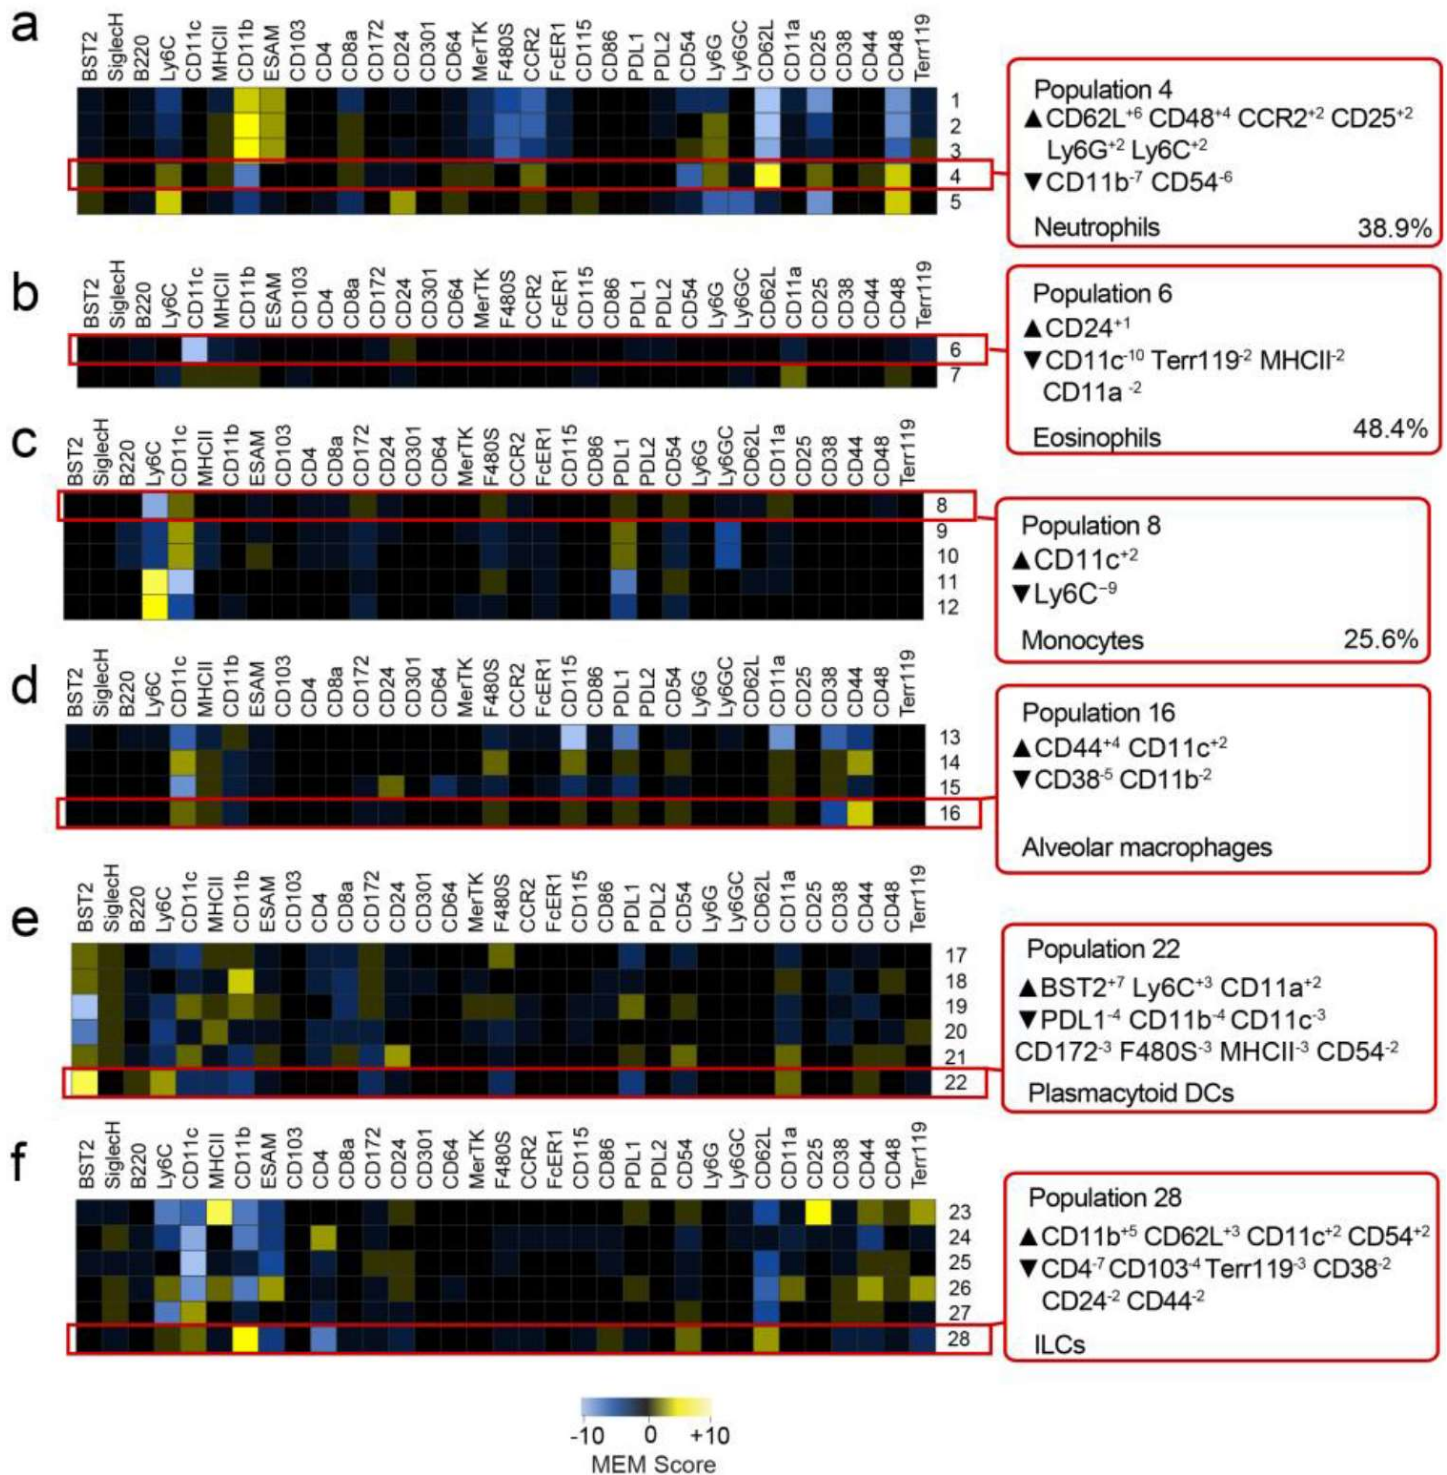 a
BST2 SiglecH B220 Ly6C CD11c MHCII CD11b ESAM CD103 CD4 CD8a CD172 CD24 CD301 CD64 MerTK F480S CCR2 FcER1 CD115 CD86 PDL1 PDL2 CD54 Ly6G Ly6GC CD62L CD11a CD25 CD38 CD44 CD48 Terr119
1
2
3
4
5
Population 4
▲CD62L+6 CD48+4 CCR2+2 CD25+2
Ly6G+2 Ly6C+2
▼CD11b-7 CD54-6
Neutrophils 38.9%
b
BST2 SiglecH B220 Ly6C CD11c MHCII CD11b ESAM CD103 CD4 CD8a CD172 CD24 CD301 CD64 MerTK F480S CCR2 FcER1 CD115 CD86 PDL1 PDL2 CD54 Ly6G Ly6GC CD62L CD11a CD25 CD38 CD44 CD48 Terr119
6
7
Population 6
▲CD24+1
▼CD11c-10 Terr119-2 MHCII-2
CD11a -2
Eosinophils 48.4%
c
BST2 SiglecH B220 Ly6C CD11c MHCII CD11b ESAM CD103 CD4 CD8a CD172 CD24 CD301 CD64 MerTK F480S CCR2 FcER1 CD115 CD86 PDL1 PDL2 CD54 Ly6G Ly6GC CD62L CD11a CD25 CD38 CD44 CD48 Terr119
8
9
10
11
12
Population 8
▲CD11c+2
▼Ly6C−9
Monocytes 25.6%
d
BST2 SiglecH B220 Ly6C CD11c MHCII CD11b ESAM CD103 CD4 CD8a CD172 CD24 CD301 CD64 MerTK F480S CCR2 FcER1 CD115 CD86 PDL1 PDL2 CD54 Ly6G Ly6GC CD62L CD11a CD25 CD38 CD44 CD48 Terr119
13
14
15
16
Population 16
▲CD44+4 CD11c+2
▼CD38-5 CD11b-2
Alveolar macrophages
e
BST2 SiglecH B220 Ly6C CD11c MHCII CD11b ESAM CD103 CD4 CD8a CD172 CD24 CD301 CD64 MerTK F480S CCR2 FcER1 CD115 CD86 PDL1 PDL2 CD54 Ly6G Ly6GC CD62L CD11a CD25 CD38 CD44 CD48 Terr119
17
18
19
20
21
22
Population 22
▲BST2+7 Ly6C+3 CD11a+2
▼PDL1-4 CD11b-4 CD11c-3
CD172-3 F480S-3 MHCII-3 CD54-2
Plasmacytoid DCs
f
BST2 SiglecH B220 Ly6C CD11c MHCII CD11b ESAM CD103 CD4 CD8a CD172 CD24 CD301 CD64 MerTK F480S CCR2 FcER1 CD115 CD86 PDL1 PDL2 CD54 Ly6G Ly6GC CD62L CD11a CD25 CD38 CD44 CD48 Terr119
23
24
25
26
27
28
Population 28
▲CD11b+5 CD62L+3 CD11c+2 CD54+2
▼CD4-7 CD103-4 Terr119-3 CD38-2
CD24-2 CD44-2
ILCs
-10 0 +10
MEM Score